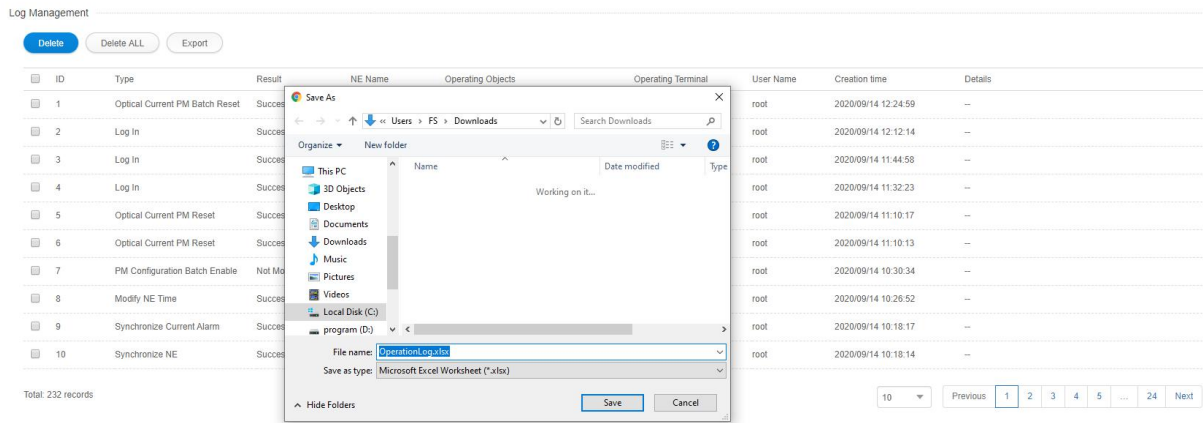 Log Management
Delete Delete ALL Export
ID Type Result NE Name Operating Objects Operating Terminal User Name Creation time Details
1 Optical Current PM Batch Reset Succes root 2020/09/14 12:24:59 --
2 Log In Succes root 2020/09/14 12:12:14 --
3 Log In Succes root 2020/09/14 11:44:58 --
4 Log In Succes root 2020/09/14 11:32:23 --
5 Optical Current PM Reset Succes root 2020/09/14 11:10:17 --
6 Optical Current PM Reset Succes root 2020/09/14 11:10:13 --
7 PM Configuration Batch Enable Not Mo root 2020/09/14 10:30:34 --
8 Modify NE Time Succes root 2020/09/14 10:26:52 --
9 Synchronize Current Alarm Succes root 2020/09/14 10:18:17 --
10 Synchronize NE Succes root 2020/09/14 10:18:14 --
Total: 232 records
10 Previous 1 2 3 4 5 ... 24 Next
Save As
« Users > FS > Downloads Search Downloads
Organize New folder
Name Date modified Type
Working on it...
This PC
3D Objects
Desktop
Documents
Downloads
Music
Pictures
Videos
Local Disk (C:)
program (D:)
File name: OperationLog.xlsx
Save as type: Microsoft Excel Worksheet (*.xlsx)
Hide Folders Save Cancel